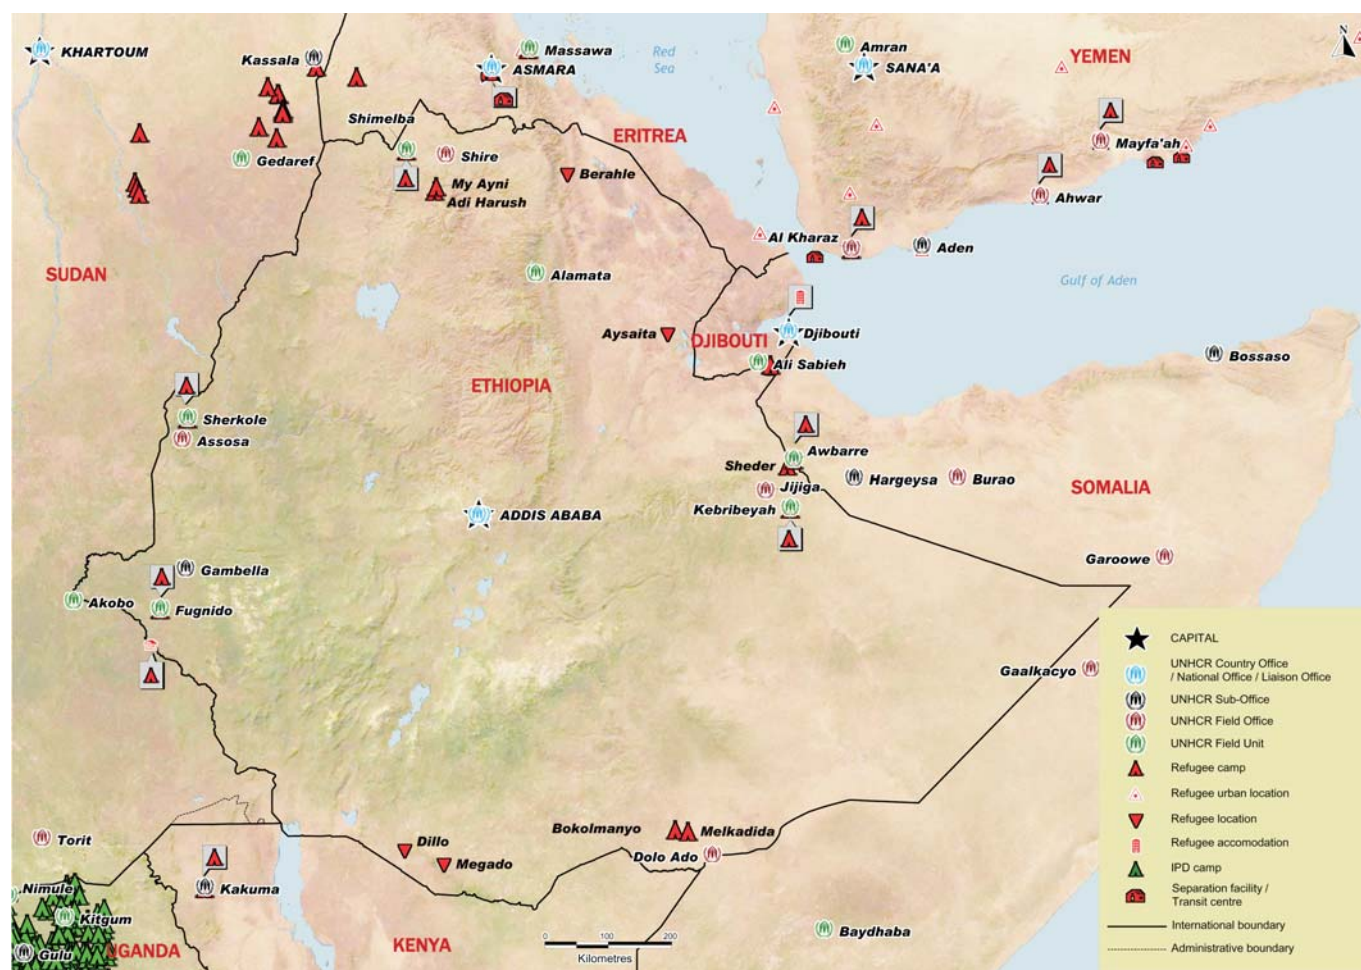 KHARTOUM
Kassala
Massawa
ASMARA
Red
Sea
Amran
SANA'A
YEMEN
N
Shimelba
ERITREA
Mayfa'ah
Gedaref
Shire
Berahle
My Ayni
Adi Harush
Ahwar
Al Kharaz
Aden
SUDAN
Alamata
Gulf of Aden
Aysaita
DJIBOUTI
Djibouti
Ali Sabieh
Bossaso
ETHIOPIA
Sherkole
Assosa
Awbarre
Sheder
Jijiga
Hargeysa
Burao
SOMALIA
Kebribeyah
ADDIS ABABA
Garoowe
Gambella
Akobo
Fugnido
Gaalkacyo
Torit
Dillo
Megado
Bokolmanyo
Melkadida
Dolo Ado
Kakuma
Nimule
Kitgum
Gulu
UGANDA
KENYA
Baydhaba
0
50
100
200
Kilometres
CAPITAL
UNHCR Country Office
/ National Office / Liaison Office
UNHCR Sub-Office
UNHCR Field Office
UNHCR Field Unit
Refugee camp
Refugee urban location
Refugee location
Refugee accomodation
IPD camp
Separation facility /
Transit centre
International boundary
Administrative boundary